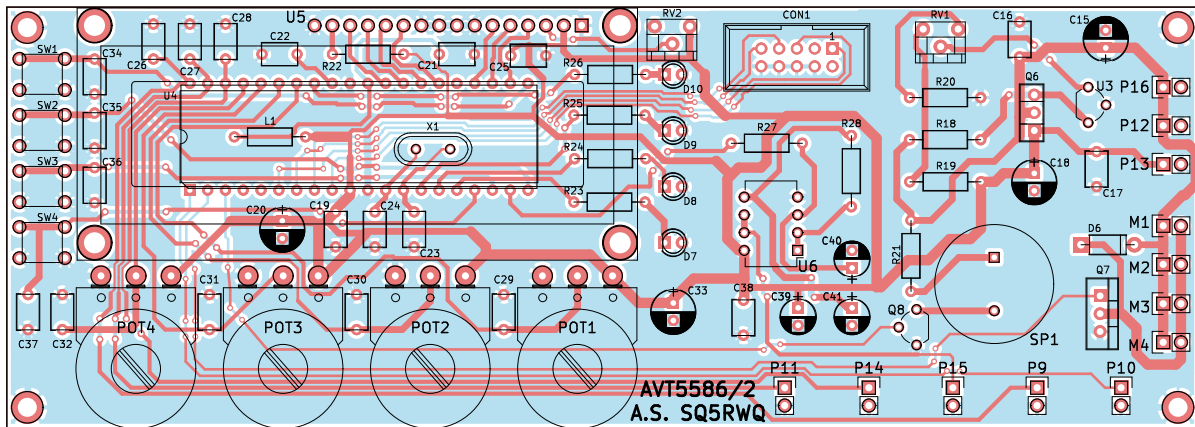 U5
RV2
CON1
1
RV1
C16
C15
SW1
C34
C26
C27
C28
C22
R22
C21
C25
R26
D10
R20
Q6
U3
P16
SW2
C35
U4
L1
X1
R25
D9
R27
R28
R18
P12
SW3
C36
R24
D8
R19
C18
C17
P13
SW4
C20
C19
C24
C23
R23
D7
U6
C40
R21
D6
M1
M2
Q7
C37
C32
C31
C30
C29
C33
C38
C39
C41
Q8
SP1
M3
M4
POT4
POT3
POT2
POT1
P11
P14
P15
P9
P10
AVT5586/2
A.S. SQ5RWQ